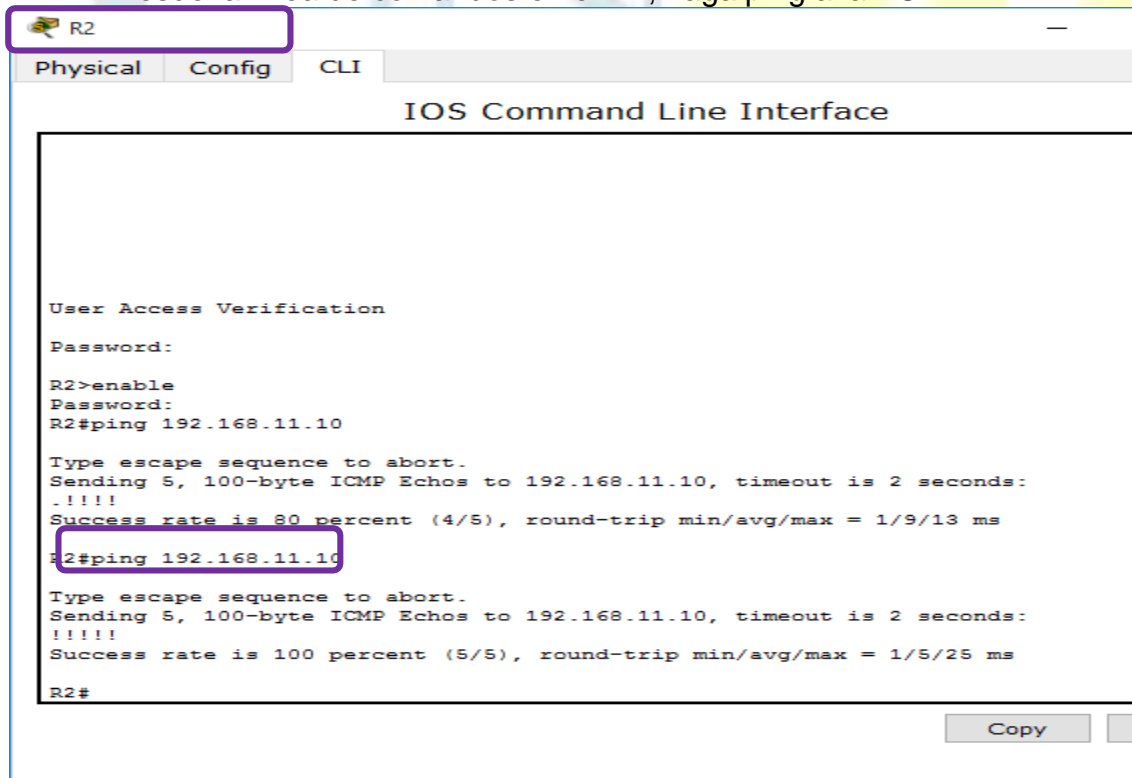 R2
Physical Config CLI
IOS Command Line Interface
User Access Verification
Password:
R2>enable
Password:
R2#ping 192.168.11.10
Type escape sequence to abort.
Sending 5, 100-byte ICMP Echos to 192.168.11.10, timeout is 2 seconds:
.!!!!
Success rate is 80 percent (4/5), round-trip min/avg/max = 1/9/13 ms
R2#ping 192.168.11.10
Type escape sequence to abort.
Sending 5, 100-byte ICMP Echos to 192.168.11.10, timeout is 2 seconds:
!!!!!
Success rate is 100 percent (5/5), round-trip min/avg/max = 1/5/25 ms
R2#
Copy